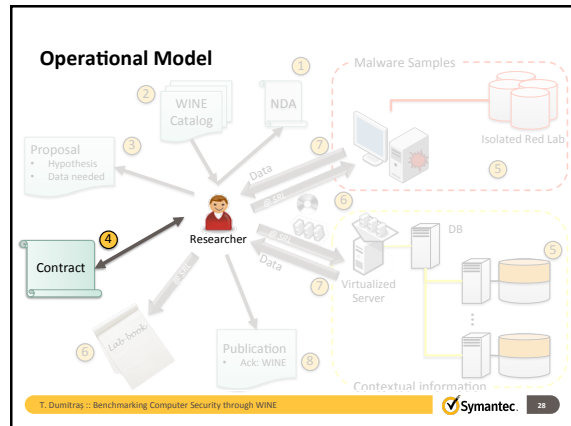 Operational Model
1
Malware Samples
2
WINE
Catalog
NDA
3
Proposal
• Hypothesis
• Data needed
7
Data
Isolated Red Lab
5
6
4
Researcher
Contract
DB
5
Data
7
Virtualized
Server
6
Lab-book
Publication
• Ack: WINE
8
Contextual information
T. Dumitraș :: Benchmarking Computer Security through WINE
Symantec.
28